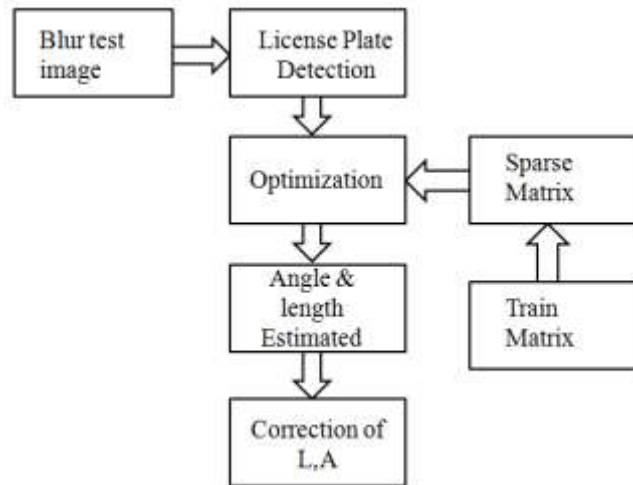 Blur test
image
License Plate
Detection
Optimization
Sparse
Matrix
Angle &
length
Estimated
Train
Matrix
Correction of
L,A